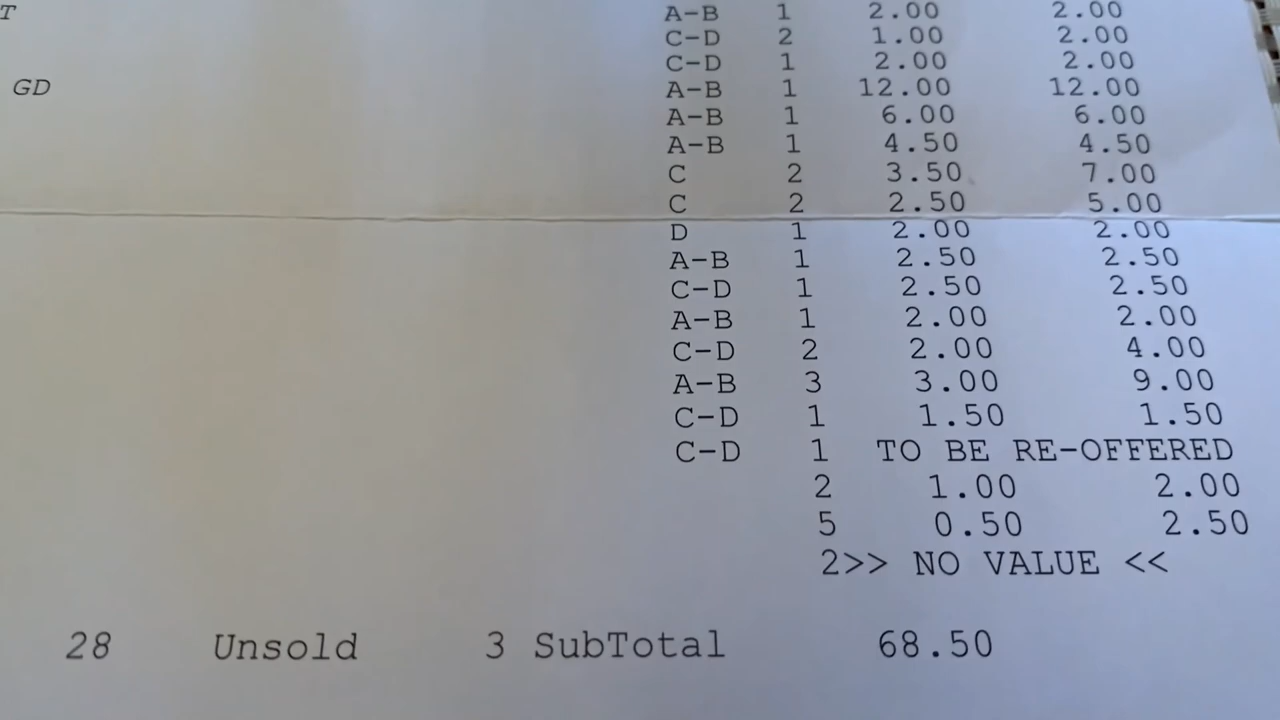 T A-B 1 2.00 2.00
C-D 2 1.00 2.00
C-D 1 2.00 2.00
GD A-B 1 12.00 12.00
A-B 1 6.00 6.00
A-B 1 4.50 4.50
C 2 3.50 7.00
C 2 2.50 5.00
D 1 2.00 2.00
A-B 1 2.50 2.50
C-D 1 2.50 2.50
A-B 1 2.00 2.00
C-D 2 2.00 4.00
A-B 3 3.00 9.00
C-D 1 1.50 1.50
C-D 1 TO BE RE-OFFERED
2 1.00 2.00
5 0.50 2.50
2>> NO VALUE <<
28 Unsold 3 SubTotal 68.50